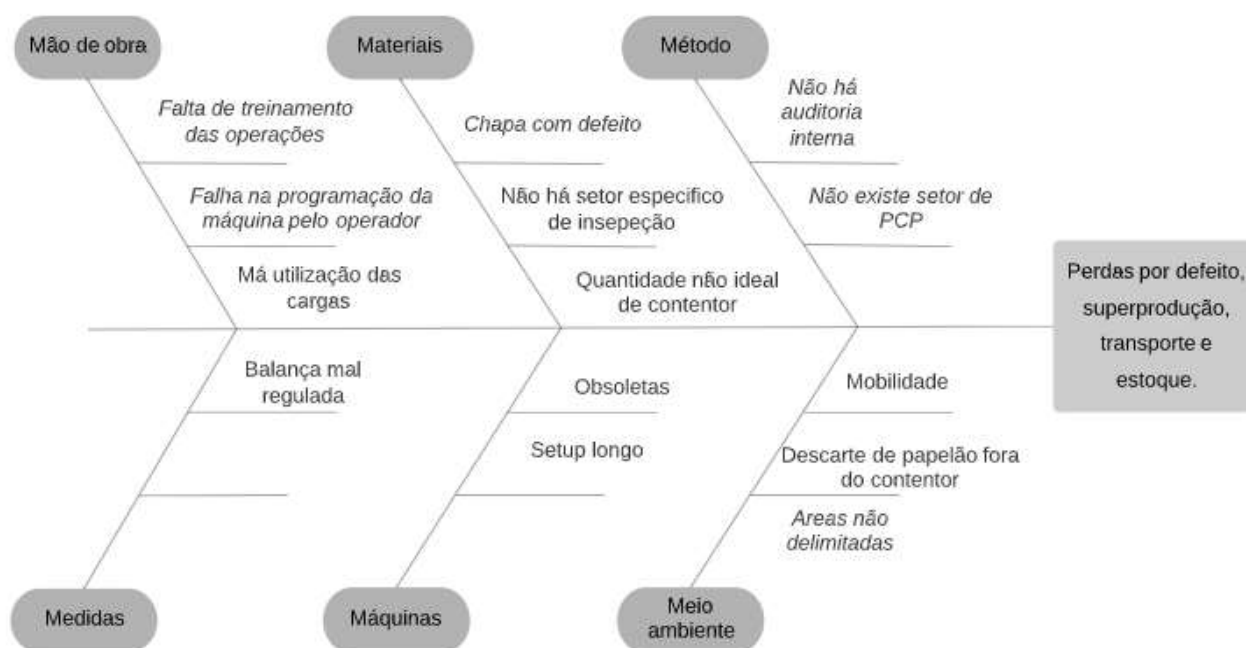 Mão de obra
Materiais
Método
Falta de treinamento
das operações
Chapa com defeito
Não há
auditoria
interna
Falha na programação da
máquina pelo operador
Não há setor especifico
de insepeção
Não existe setor de
PCP
Má utilização das
cargas
Quantidade não ideal
de contentor
Perdas por defeito,
superprodução,
transporte e
estoque.
Balança mal
regulada
Obsoletas
Mobilidade
Setup longo
Descarte de papelão fora
do contentor
Areas não
delimitadas
Medidas
Máquinas
Meio
ambiente